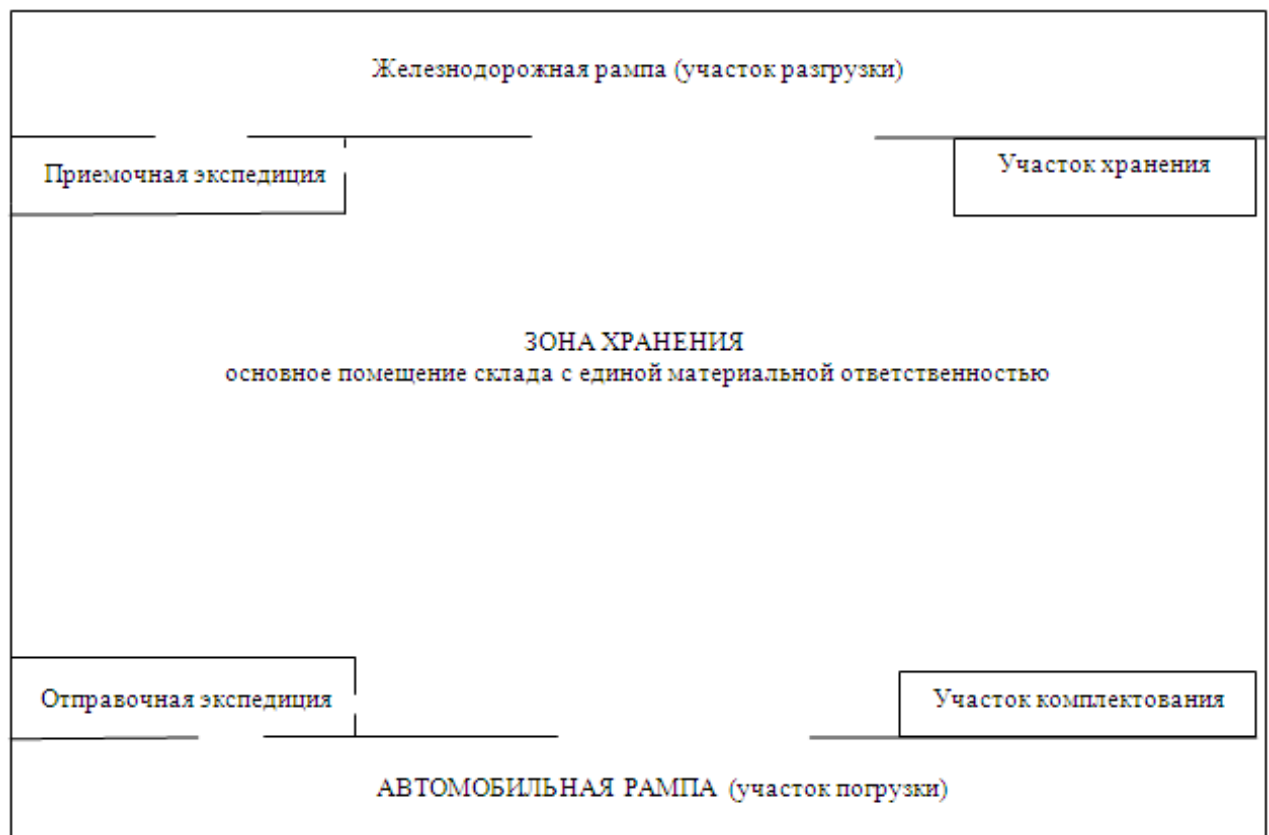 Железнодорожная рампа (участок разгрузки)
Приемочная экспедиция
Участок хранения
ЗОНА ХРАНЕНИЯ
основное помещение склада с единой материальной ответственностью
Отправочная экспедиция
Участок комплектования
АВТОМОБИЛЬНАЯ РАМПА (участок погрузки)